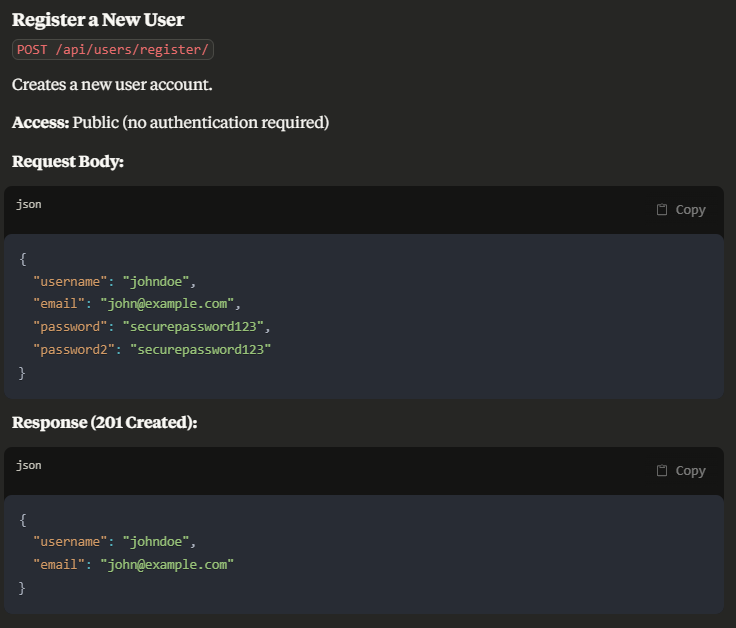 Register a New User
POST /api/users/register/
Creates a new user account.
Access: Public (no authentication required)
Request Body:
json
Copy
{
  "username": "johndoe",
  "email": "john@example.com",
  "password": "securepassword123",
  "password2": "securepassword123"
}
Response (201 Created):
json
Copy
{
  "username": "johndoe",
  "email": "john@example.com"
}